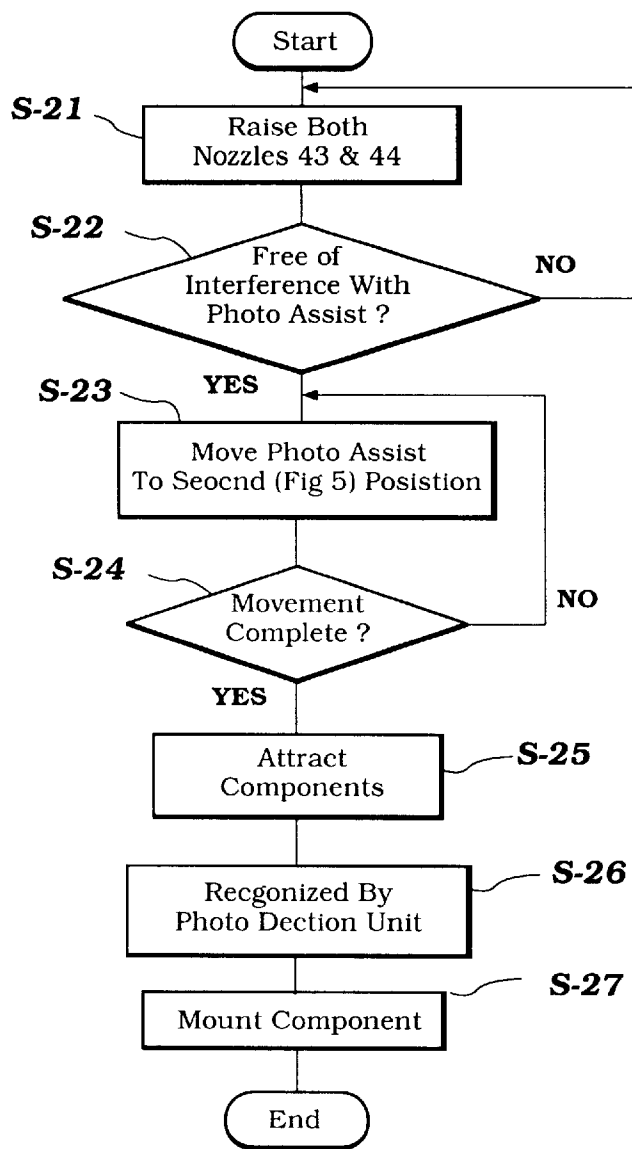 Start
S-21
Raise Both
Nozzles 43 & 44
S-22
Free of
Interference With
Photo Assist ?
NO
YES
S-23
Move Photo Assist
To Seocnd (Fig 5) Posistion
S-24
Movement
Complete ?
NO
YES
Attract
Components
S-25
Recgonized By
Photo Dection Unit
S-26
Mount Component
S-27
End